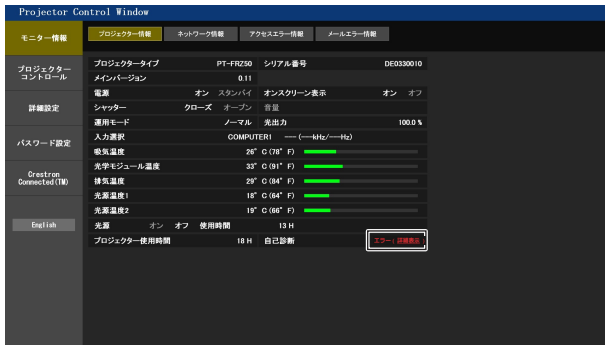 Projector Control Window
モニター情報
プロジェクター情報 ネットワーク情報 アクセスエラー情報 メールエラー情報
プロジェクター
コントロール
詳細設定
パスワード設定
Crestron
Connected(TM)
English
プロジェクタータイプ PT-FRZ50 シリアル番号 DE0330010
メインバージョン 0.11
電源 オン スタンバイ オンスクリーン表示 オン オフ
シャッター クローズ オープン 音量
運用モード ノーマル 光出力 100.0 %
入力選択 COMPUTER1 ---- (----kHz/---Hz)
吸気温度 26° C (78° F)
光学モジュール温度 33° C (91° F)
排気温度 29° C (84° F)
光源温度1 18° C (64° F)
光源温度2 19° C (66° F)
光源 オン オフ 使用時間 13 H
プロジェクター使用時間 18 H 自己診断 エラー: 詳細表示